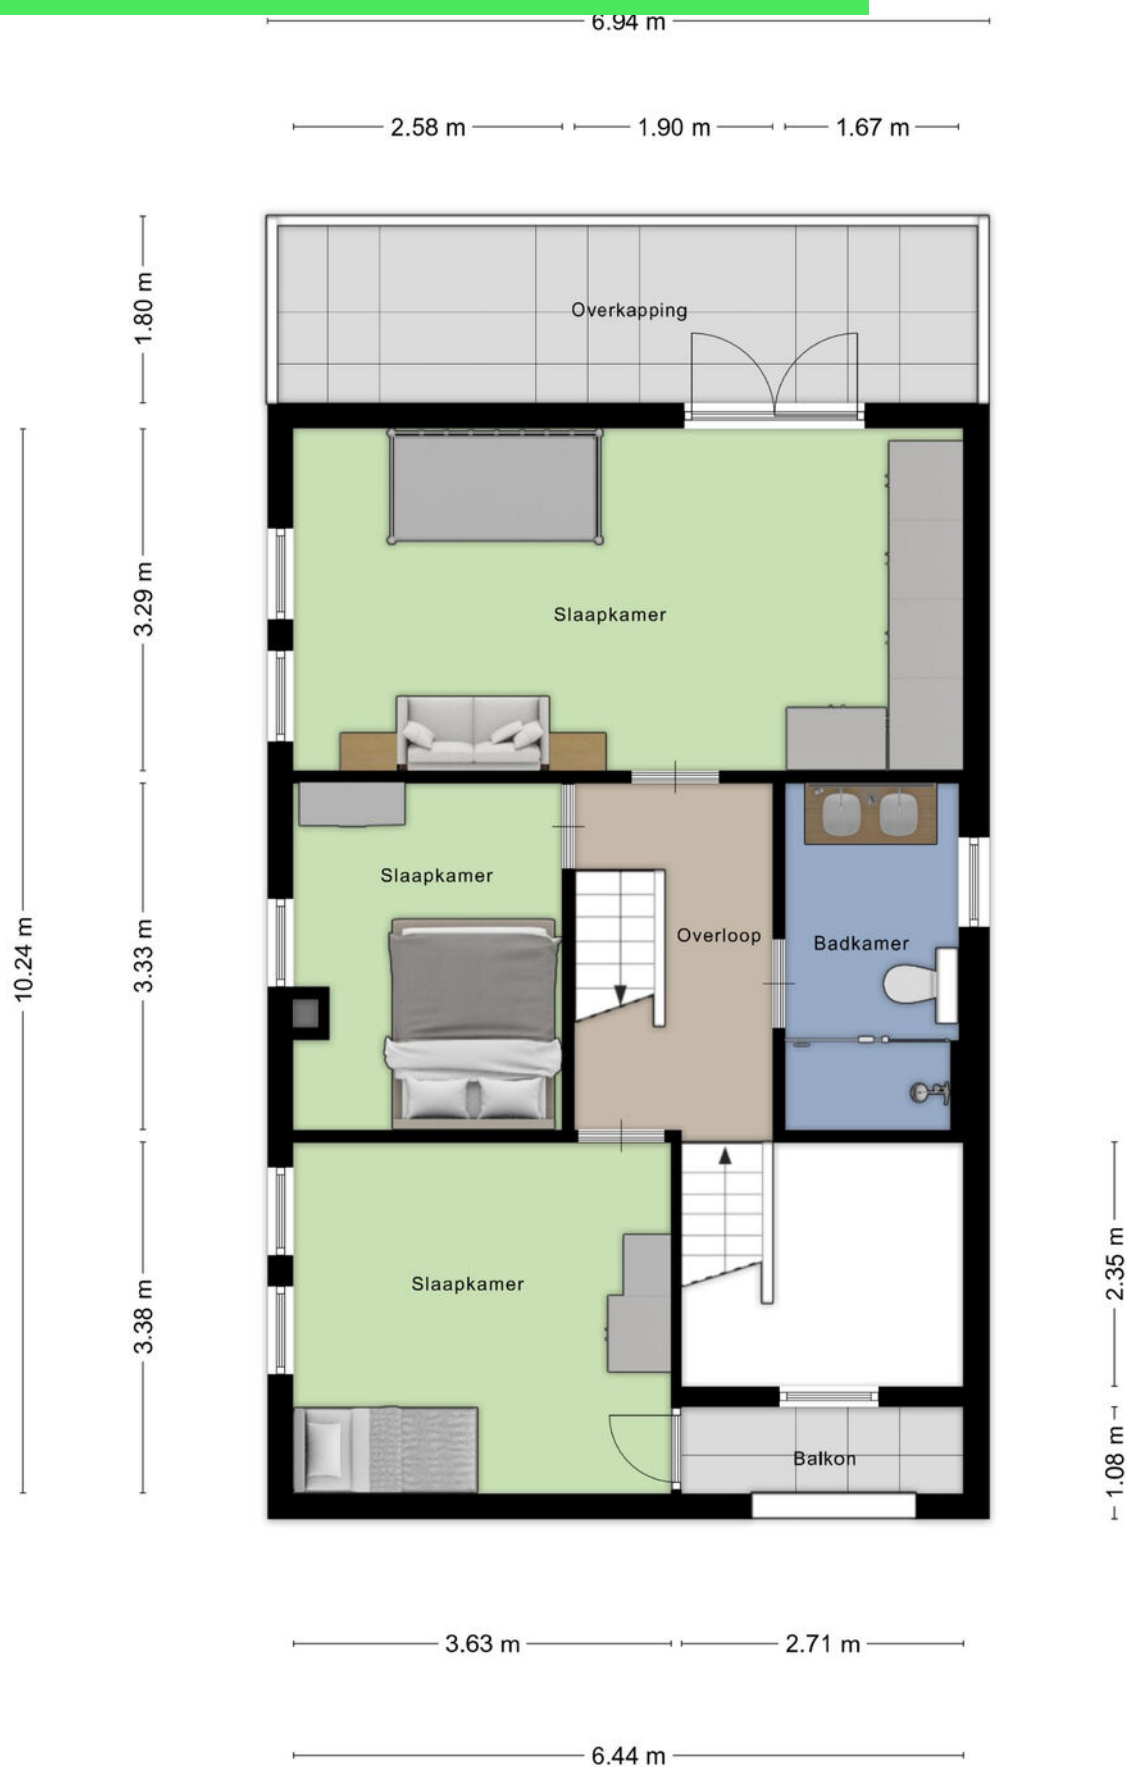 6.94 m
2.58 m
1.90 m
1.67 m
1.80 m
Overkapping
3.29 m
Slaapkamer
10.24 m
3.33 m
Slaapkamer
Overloop
Badkamer
3.38 m
Slaapkamer
2.35 m
Balkon
1.08 m
3.63 m
2.71 m
6.44 m